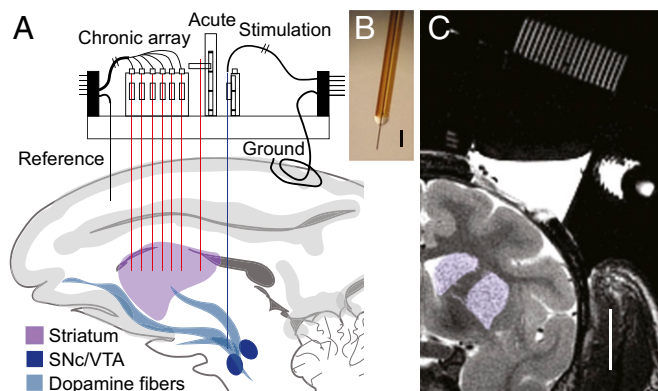 A
Chronic array
Acute
Stimulation
Reference
Ground
Striatum
SNc/VTA
Dopamine fibers
B
C